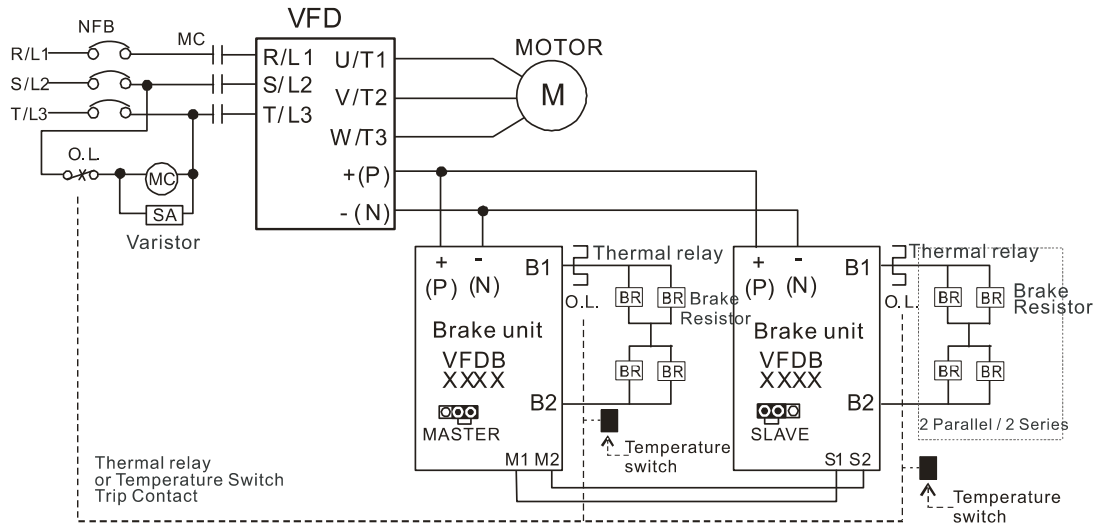 VFD
NFB
MC
R/L1
S/L2
T/L3
R/L1
S/L2
T/L3
U/T1
V/T2
W/T3
+(P)
-(N)
MOTOR
M
O.L.
MC
SA
Varistor
+
(P)
-
(N)
B1
Brake unit
VFDB
XXXX
B2
MASTER
M1 M2
Thermal relay
O.L.
BR
BR
Brake
Resistor
BR
BR
Temperature
switch
+
(P)
-
(N)
B1
Brake unit
VFDB
XXXX
B2
SLAVE
S1 S2
Thermal relay
O.L.
BR
BR
Brake
Resistor
BR
BR
2 Parallel / 2 Series
Temperature
switch
Thermal relay
or Temperature Switch
Trip Contact